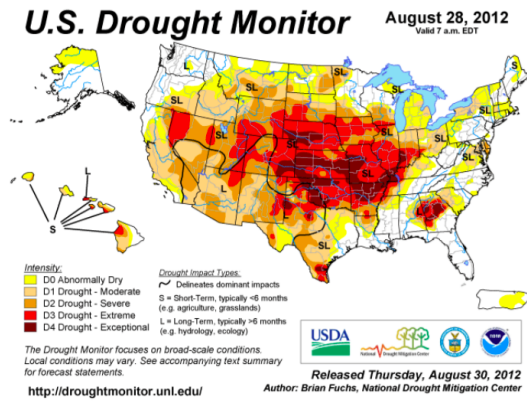 U.S. Drought Monitor
August 28, 2012
Valid 7 a.m. EDT
L
SL
SL
SL
SL
S
SL
SL
SL
SL
SL
L
SL
SL
L
S
L
L
SL
Intensity:
D0 Abnormally Dry
D1 Drought - Moderate
D2 Drought - Severe
D3 Drought - Extreme
D4 Drought - Exceptional
Drought Impact Types:
Delineates dominant impacts
S = Short-Term, typically <6 months
(e.g. agriculture, grasslands)
L = Long-Term, typically >6 months
(e.g. hydrology, ecology)
The Drought Monitor focuses on broad-scale conditions.
Local conditions may vary. See accompanying text summary
for forecast statements.
http://droughtmonitor.unl.edu/
USDA
National Drought Mitigation Center
Released Thursday, August 30, 2012
Author: Brian Fuchs, National Drought Mitigation Center